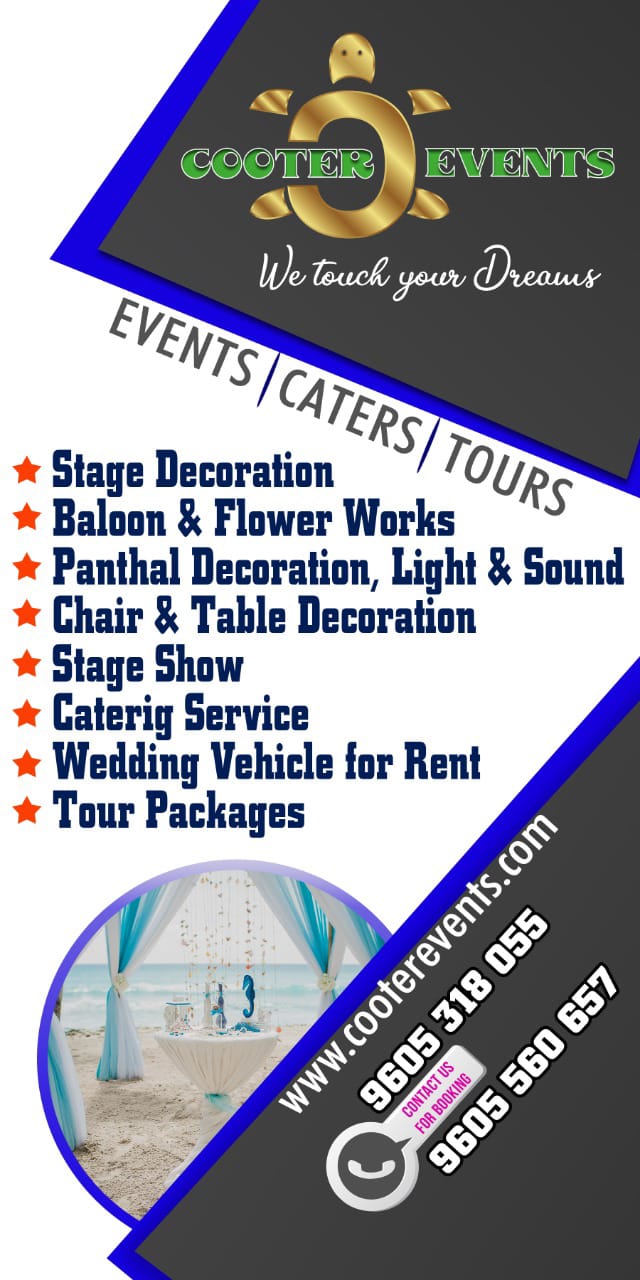 COOTER EVENTS
We touch your Dreams
EVENTS | CATERS | TOURS
Stage Decoration
Baloon & Flower Works
Panthal Decoration, Light & Sound
Chair & Table Decoration
Stage Show
Caterig Service
Wedding Vehicle for Rent
Tour Packages
www.cooterevents.com
9605 318 055
CONTACT US
FOR BOOKING
9605 560 657